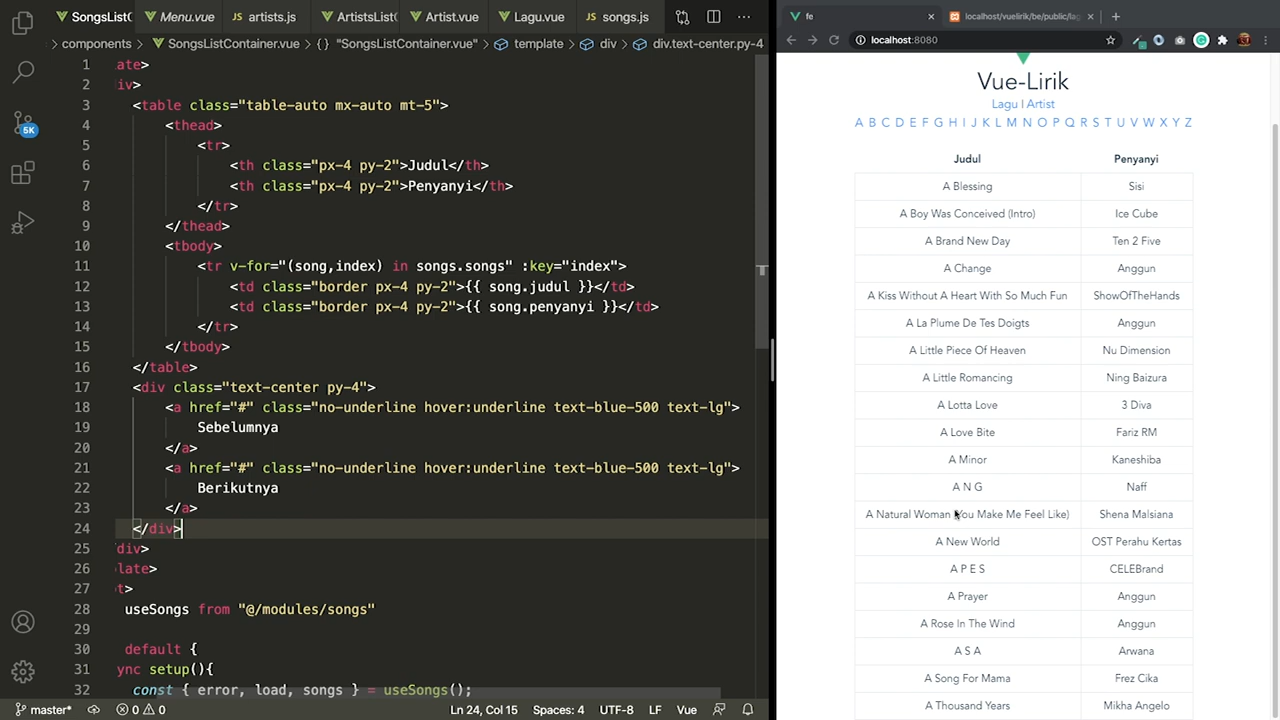 SongsList
Menu.vue
artists.js
ArtistsLis
Artist.vue
Lagu.vue
songs.js
components > SongsListContainer.vue > {} "SongsListContainer.vue" > template > div > div.text-center.py-4
1 ate>
2 iv>
3 <table class="table-auto mx-auto mt-5">
4 <thead>
5 <tr>
6 <th class="px-4 py-2">Judul</th>
7 <th class="px-4 py-2">Penyanyi</th>
8 </tr>
9 </thead>
10 <tbody>
11 <tr v-for="(song,index) in songs.songs" :key="index">
12 <td class="border px-4 py-2">{{ song.judul }}</td>
13 <td class="border px-4 py-2">{{ song.penyanyi }}</td>
14 </tr>
15 </tbody>
16 </table>
17 <div class="text-center py-4">
18 <a href="#" class="no-underline hover:underline text-blue-500 text-lg">
19 Sebelumnya
20 </a>
21 <a href="#" class="no-underline hover:underline text-blue-500 text-lg">
22 Berikutnya
23 </a>
24 </div>
25 div>
26 late>
27 t>
28 useSongs from "@/modules/songs"
29
30 default {
31 ync setup(){
32 const { error, load, songs } = useSongs();
5K
master*
0 0
Ln 24, Col 15
Spaces: 4
UTF-8
LF
Vue
fe
localhost/vuelirik/be/public/lag
localhost:8080
Vue-Lirik
Lagu | Artist
A B C D E F G H I J K L M N O P Q R S T U V W X Y Z
Judul Penyanyi
A Blessing Sisi
A Boy Was Conceived (Intro) Ice Cube
A Brand New Day Ten 2 Five
A Change Anggun
A Kiss Without A Heart With So Much Fun ShowOfTheHands
A La Plume De Tes Doigts Anggun
A Little Piece Of Heaven Nu Dimension
A Little Romancing Ning Baizura
A Lotta Love 3 Diva
A Love Bite Fariz RM
A Minor Kaneshiba
A N G Naff
A Natural Woman (You Make Me Feel Like) Shena Malsiana
A New World OST Perahu Kertas
A P E S CELEBrand
A Prayer Anggun
A Rose In The Wind Anggun
A S A Arwana
A Song For Mama Frez Cika
A Thousand Years Mikha Angelo